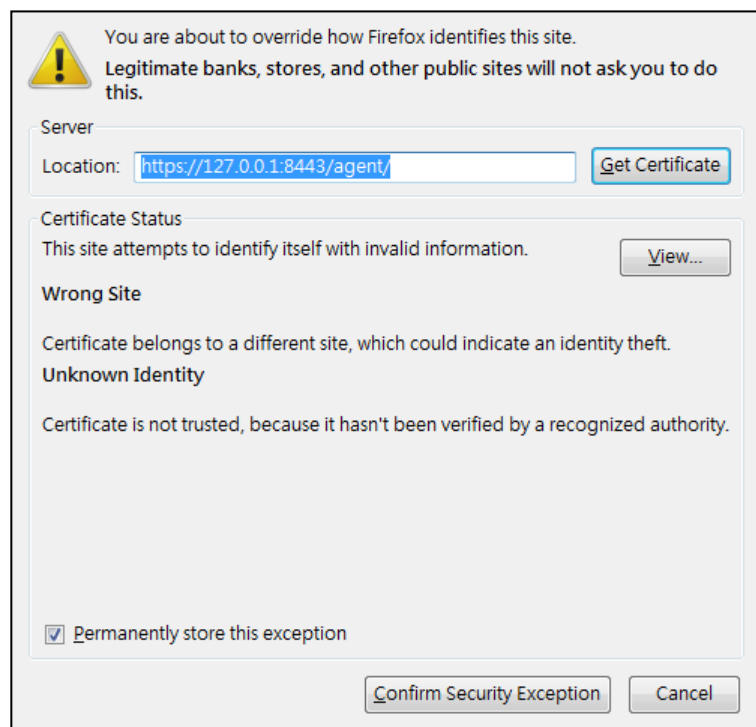 You are about to override how Firefox identifies this site.
Legitimate banks, stores, and other public sites will not ask you to do
this.
Server
Location:
https://127.0.0.1:8443/agent/
Get Certificate
Certificate Status
This site attempts to identify itself with invalid information.
View...
Wrong Site
Certificate belongs to a different site, which could indicate an identity theft.
Unknown Identity
Certificate is not trusted, because it hasn't been verified by a recognized authority.
Permanently store this exception
Confirm Security Exception
Cancel